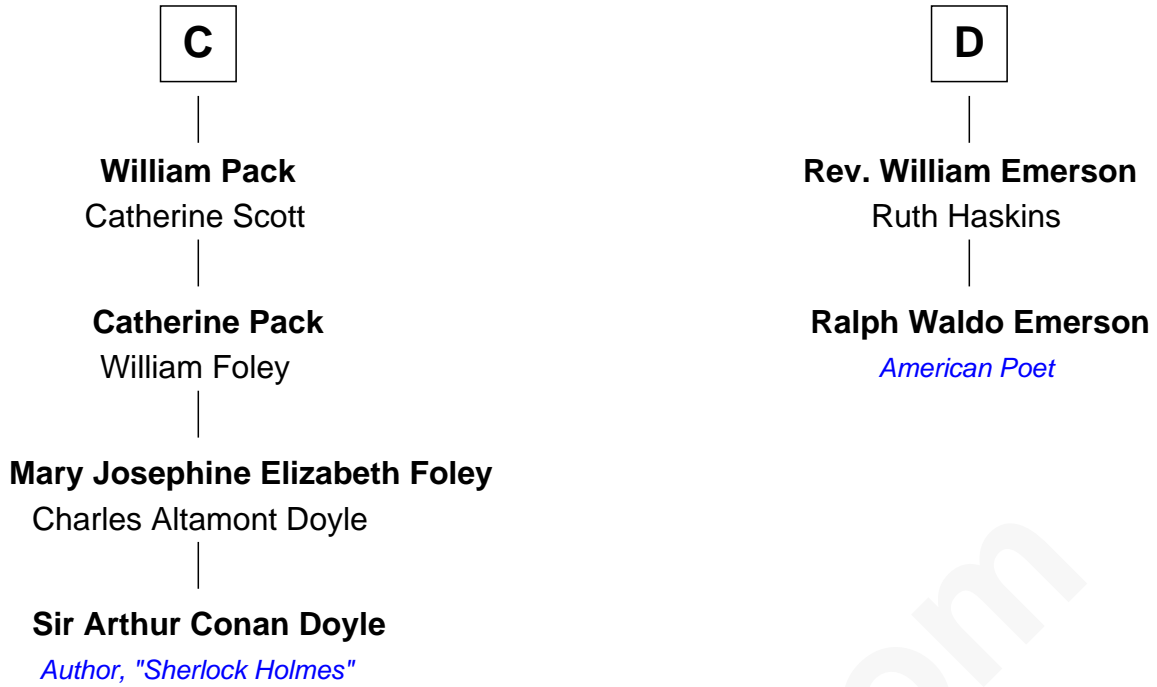 C
William Pack
Catherine Scott
Catherine Pack
William Foley
Mary Josephine Elizabeth Foley
Charles Altamont Doyle
Sir Arthur Conan Doyle
Author, "Sherlock Holmes"
D
Rev. William Emerson
Ruth Haskins
Ralph Waldo Emerson
American Poet
om